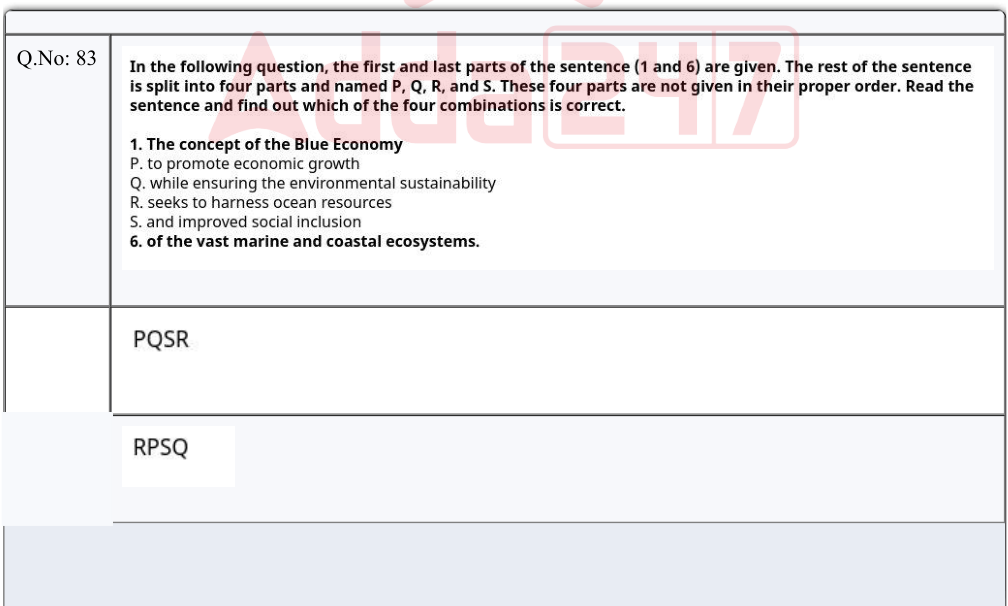 Q.No: 83
In the following question, the first and last parts of the sentence (1 and 6) are given. The rest of the sentence
is split into four parts and named P, Q, R, and S. These four parts are not given in their proper order. Read the
sentence and find out which of the four combinations is correct.
1. The concept of the Blue Economy
P. to promote economic growth
Q. while ensuring the environmental sustainability
R. seeks to harness ocean resources
S. and improved social inclusion
6. of the vast marine and coastal ecosystems.
PQSR
RPSQ
Adda247